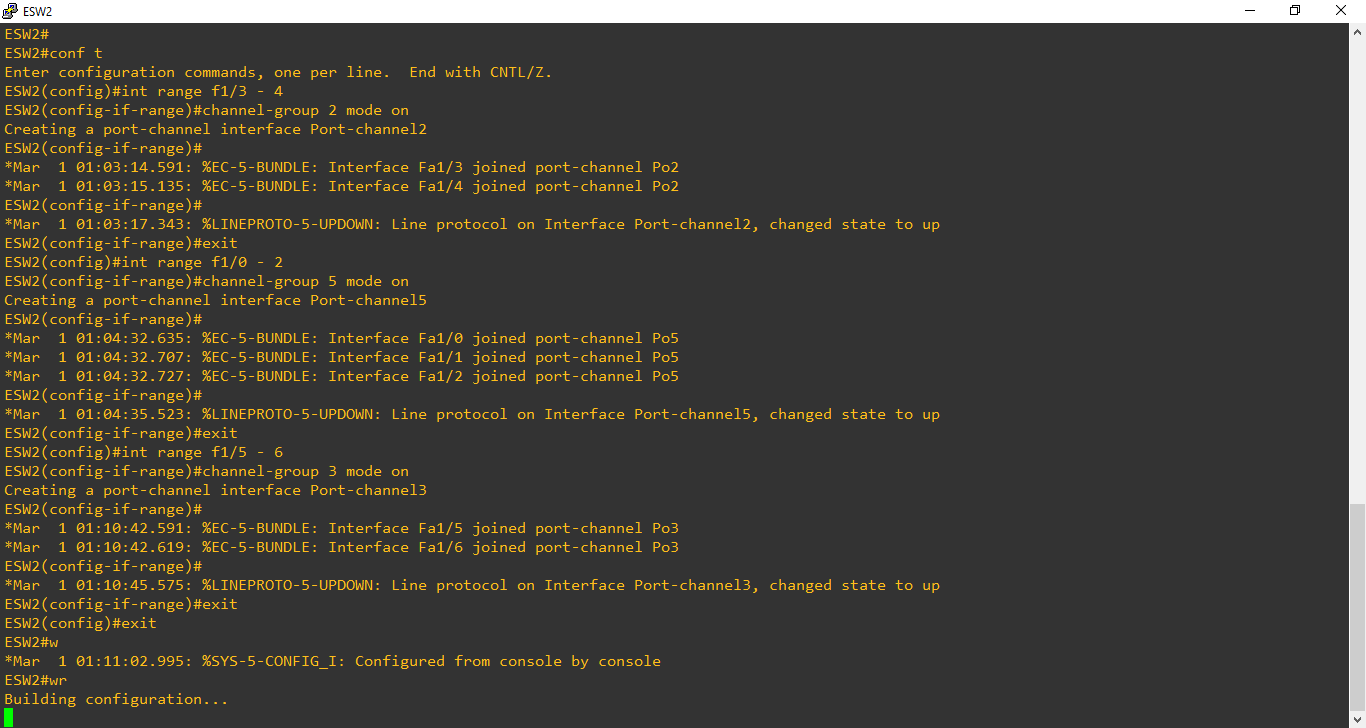 ESW2
ESW2#
ESW2#conf t
Enter configuration commands, one per line.  End with CNTL/Z.
ESW2(config)#int range f1/3 - 4
ESW2(config-if-range)#channel-group 2 mode on
Creating a port-channel interface Port-channel2
ESW2(config-if-range)#
*Mar  1 01:03:14.591: %EC-5-BUNDLE: Interface Fa1/3 joined port-channel Po2
*Mar  1 01:03:15.135: %EC-5-BUNDLE: Interface Fa1/4 joined port-channel Po2
ESW2(config-if-range)#
*Mar  1 01:03:17.343: %LINEPROTO-5-UPDOWN: Line protocol on Interface Port-channel2, changed state to up
ESW2(config-if-range)#exit
ESW2(config)#int range f1/0 - 2
ESW2(config-if-range)#channel-group 5 mode on
Creating a port-channel interface Port-channel5
ESW2(config-if-range)#
*Mar  1 01:04:32.635: %EC-5-BUNDLE: Interface Fa1/0 joined port-channel Po5
*Mar  1 01:04:32.707: %EC-5-BUNDLE: Interface Fa1/1 joined port-channel Po5
*Mar  1 01:04:32.727: %EC-5-BUNDLE: Interface Fa1/2 joined port-channel Po5
ESW2(config-if-range)#
*Mar  1 01:04:35.523: %LINEPROTO-5-UPDOWN: Line protocol on Interface Port-channel5, changed state to up
ESW2(config-if-range)#exit
ESW2(config)#int range f1/5 - 6
ESW2(config-if-range)#channel-group 3 mode on
Creating a port-channel interface Port-channel3
ESW2(config-if-range)#
*Mar  1 01:10:42.591: %EC-5-BUNDLE: Interface Fa1/5 joined port-channel Po3
*Mar  1 01:10:42.619: %EC-5-BUNDLE: Interface Fa1/6 joined port-channel Po3
ESW2(config-if-range)#
*Mar  1 01:10:45.575: %LINEPROTO-5-UPDOWN: Line protocol on Interface Port-channel3, changed state to up
ESW2(config-if-range)#exit
ESW2(config)#exit
ESW2#w
*Mar  1 01:11:02.995: %SYS-5-CONFIG_I: Configured from console by console
ESW2#wr
Building configuration...